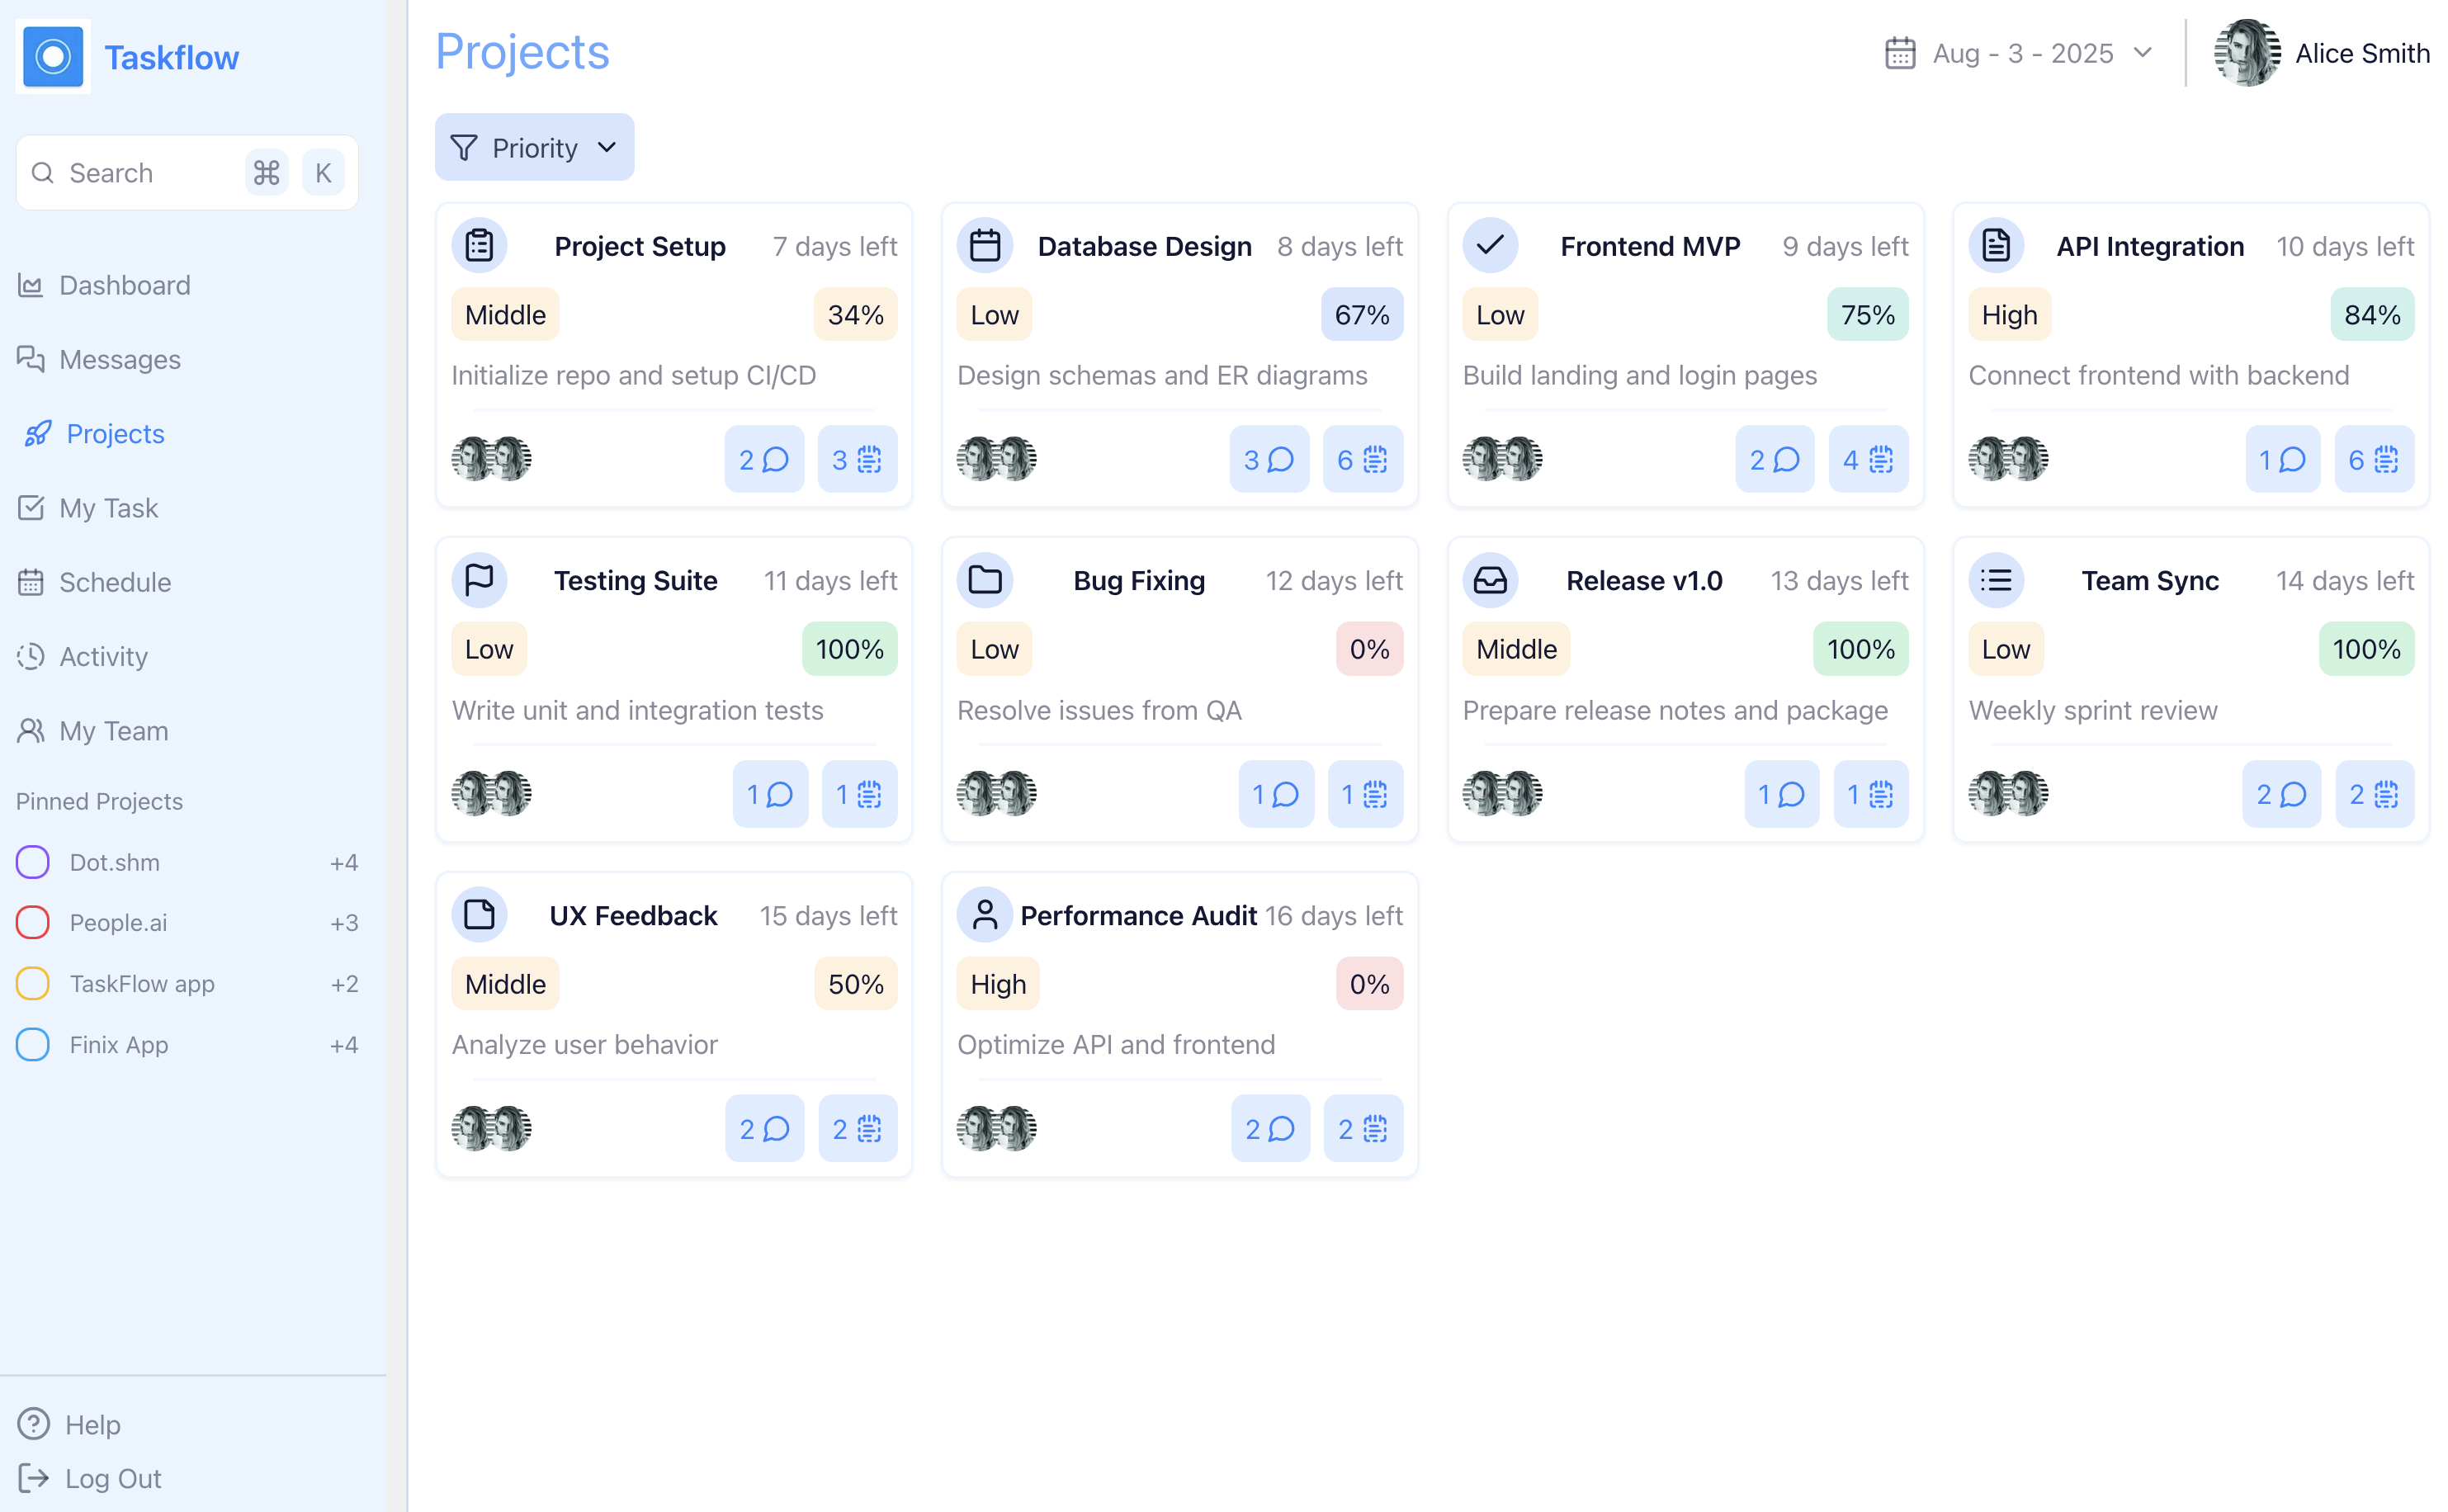 Taskflow
Search ⌘ K
Dashboard
Messages
Projects
My Task
Schedule
Activity
My Team
Pinned Projects
Dot.shm +4
People.ai +3
TaskFlow app +2
Finix App +4
Help
Log Out
Projects
Aug - 3 - 2025
Alice Smith
Priority
Project Setup 7 days left
Middle 34%
Initialize repo and setup CI/CD
2 3
Database Design 8 days left
Low 67%
Design schemas and ER diagrams
3 6
Frontend MVP 9 days left
Low 75%
Build landing and login pages
2 4
API Integration 10 days left
High 84%
Connect frontend with backend
1 6
Testing Suite 11 days left
Low 100%
Write unit and integration tests
1 1
Bug Fixing 12 days left
Low 0%
Resolve issues from QA
1 1
Release v1.0 13 days left
Middle 100%
Prepare release notes and package
1 1
Team Sync 14 days left
Low 100%
Weekly sprint review
2 2
UX Feedback 15 days left
Middle 50%
Analyze user behavior
2 2
Performance Audit 16 days left
High 0%
Optimize API and frontend
2 2